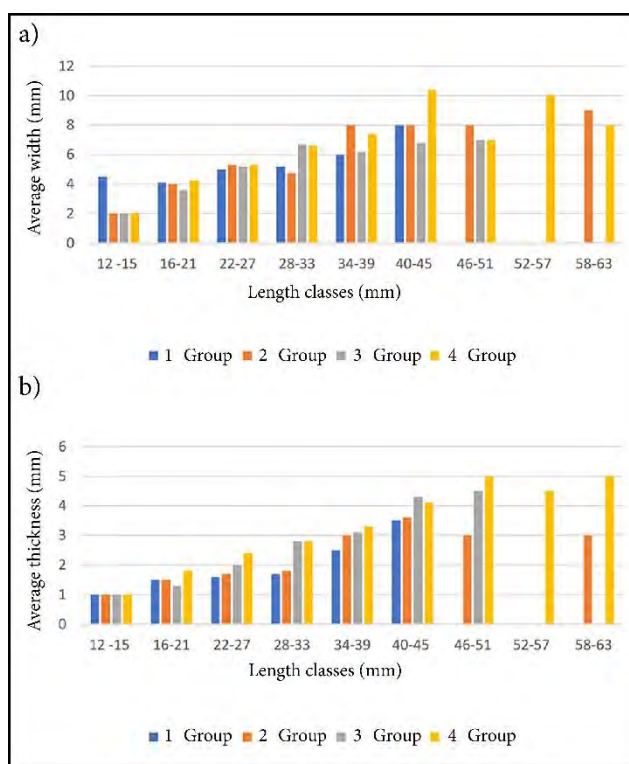 a)
12
10
8
6
4
2
0
Average width (mm)
12 -15 16-21 22-27 28-33 34-39 40-45 46-51 52-57 58-63
Length classes (mm)
1 Group 2 Group 3 Group 4 Group
b)
6
5
4
3
2
1
0
Average thickness (mm)
12 -15 16-21 22-27 28-33 34-39 40-45 46-51 52-57 58-63
Length classes (mm)
1 Group 2 Group 3 Group 4 Group